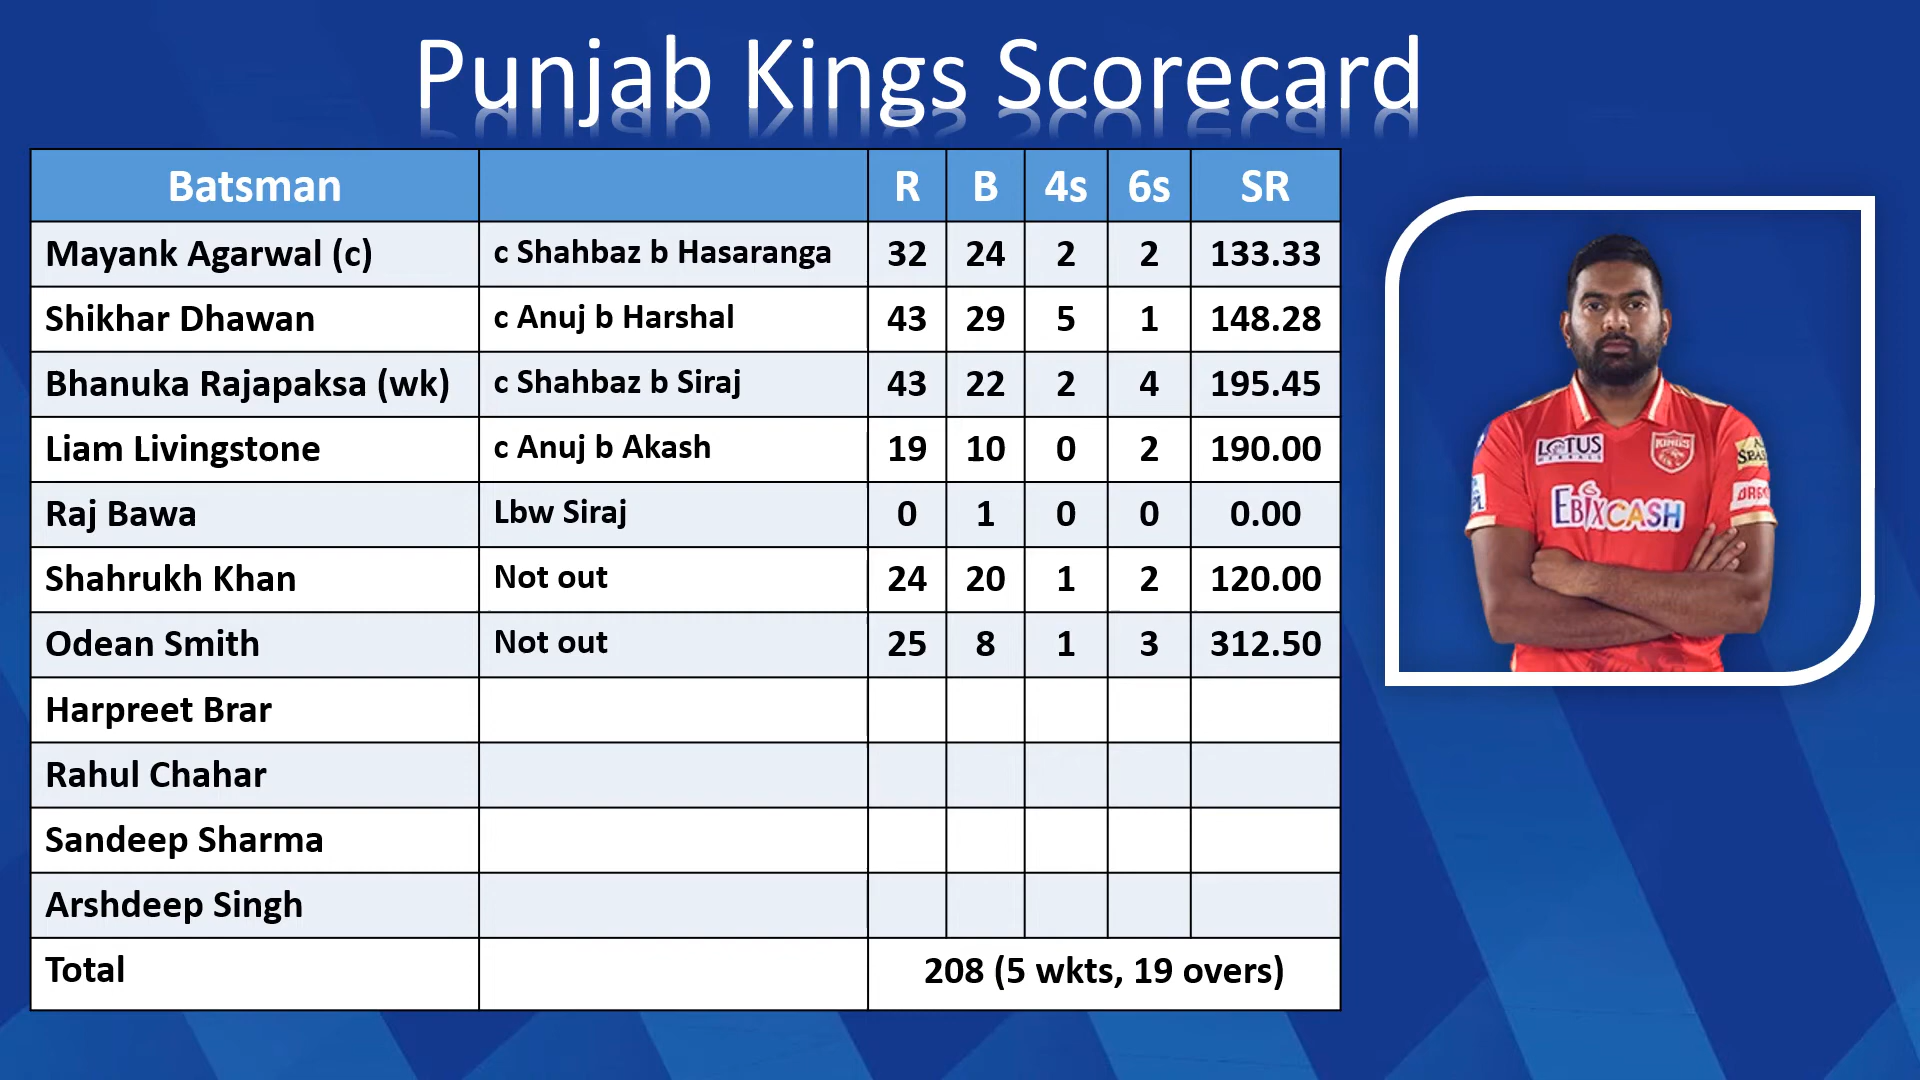 Punjab Kings Scorecard
Batsman R B 4s 6s SR
Mayank Agarwal (c) c Shahbaz b Hasaranga 32 24 2 2 133.33
Shikhar Dhawan c Anuj b Harshal 43 29 5 1 148.28
Bhanuka Rajapaksa (wk) c Shahbaz b Siraj 43 22 2 4 195.45
Liam Livingstone c Anuj b Akash 19 10 0 2 190.00
Raj Bawa Lbw Siraj 0 1 0 0 0.00
Shahrukh Khan Not out 24 20 1 2 120.00
Odean Smith Not out 25 8 1 3 312.50
Harpreet Brar
Rahul Chahar
Sandeep Sharma
Arshdeep Singh
Total 208 (5 wkts, 19 overs)
LOTUS
KINGS
EBIXCASH